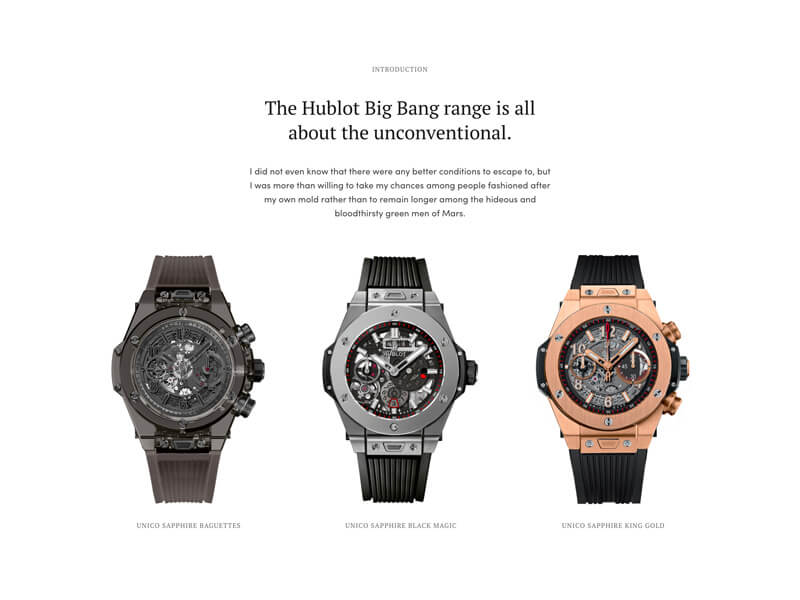 INTRODUCTION
The Hublot Big Bang range is all
about the unconventional.
I did not even know that there were any better conditions to escape to, but
I was more than willing to take my chances among people fashioned after
my own mold rather than to remain longer among the hideous and
bloodthirsty green men of Mars.
HUBLOT
UNICO SAPPHIRE BAGUETTES
UNICO SAPPHIRE BLACK MAGIC
UNICO SAPPHIRE KING GOLD